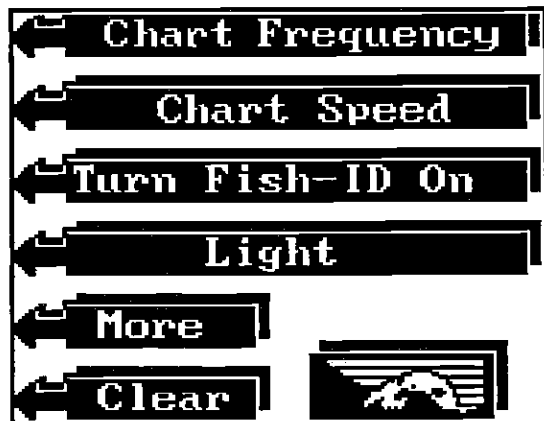 Chart Frequency
Chart Speed
Turn Fish-ID On
Light
More
Clear